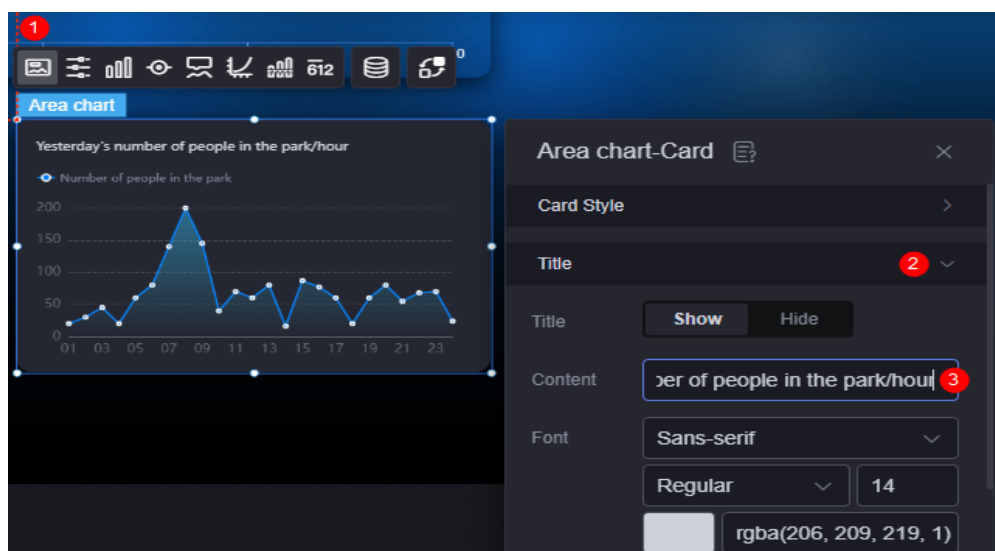 1
0
612
Area chart
Yesterday's number of people in the park/hour
Number of people in the park
200
150
100
50
0
01 03 05 07 09 11 13 15 17 19 21 23
Area chart-Card
Card Style
Title
2
Title
Show
Hide
Content
ber of people in the park/hour
3
Font
Sans-serif
Regular
14
rgba(206, 209, 219, 1)